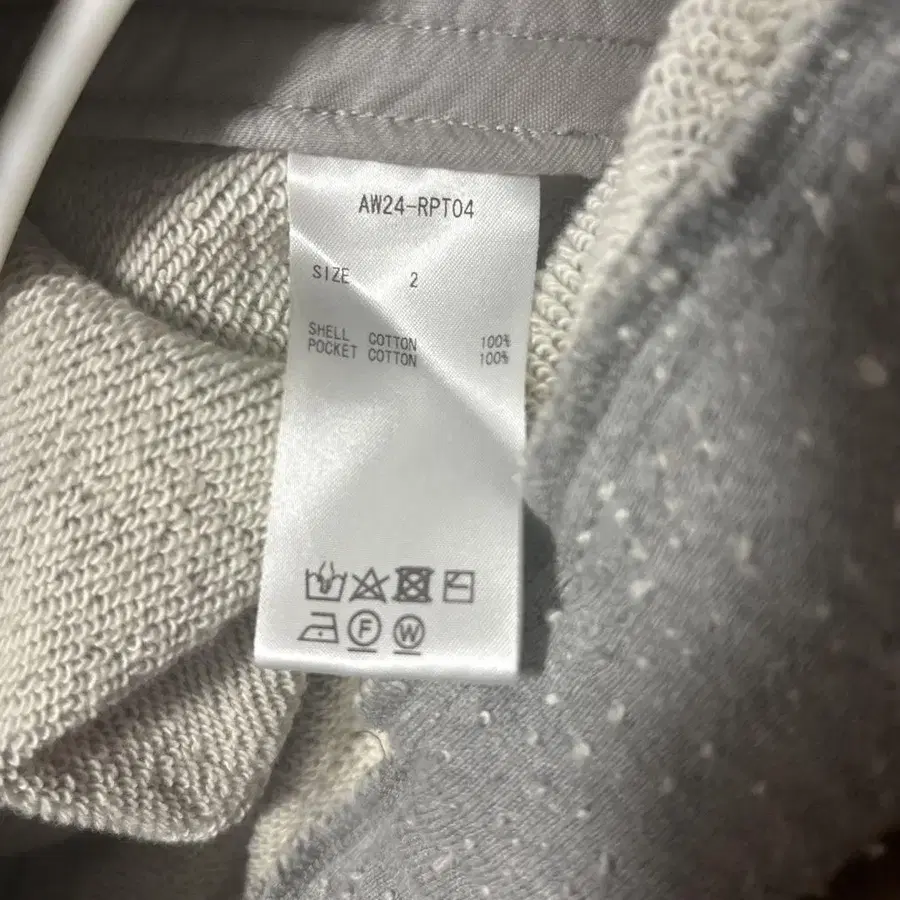 AW24-RPT04
SIZE 2
SHELL COTTON 100%
POCKET COTTON 100%
F W